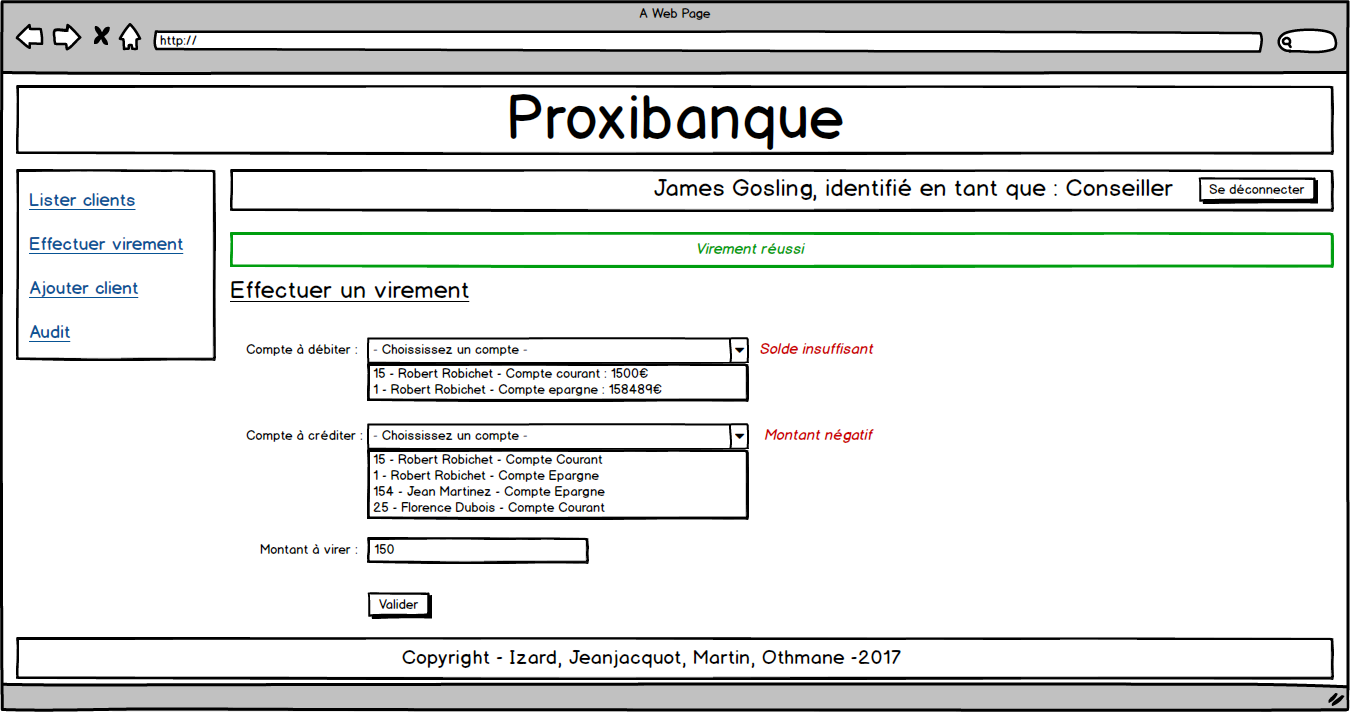 A Web Page
http://
Proxibanque
Lister clients
Effectuer virement
Ajouter client
Audit
James Gosling, identifié en tant que : Conseiller
Se déconnecter
Virement réussi
Effectuer un virement
Compte à débiter :
- Choississez un compte -
Solde insuffisant
15 - Robert Robichet - Compte courant : 1500€
1 - Robert Robichet - Compte epargne : 158489€
Compte à créditer :
- Choississez un compte -
Montant négatif
15 - Robert Robichet - Compte Courant
1 - Robert Robichet - Compte Epargne
154 - Jean Martinez - Compte Epargne
25 - Florence Dubois - Compte Courant
Montant à virer :
150
Valider
Copyright - Izard, Jeanjacquot, Martin, Othmane -2017